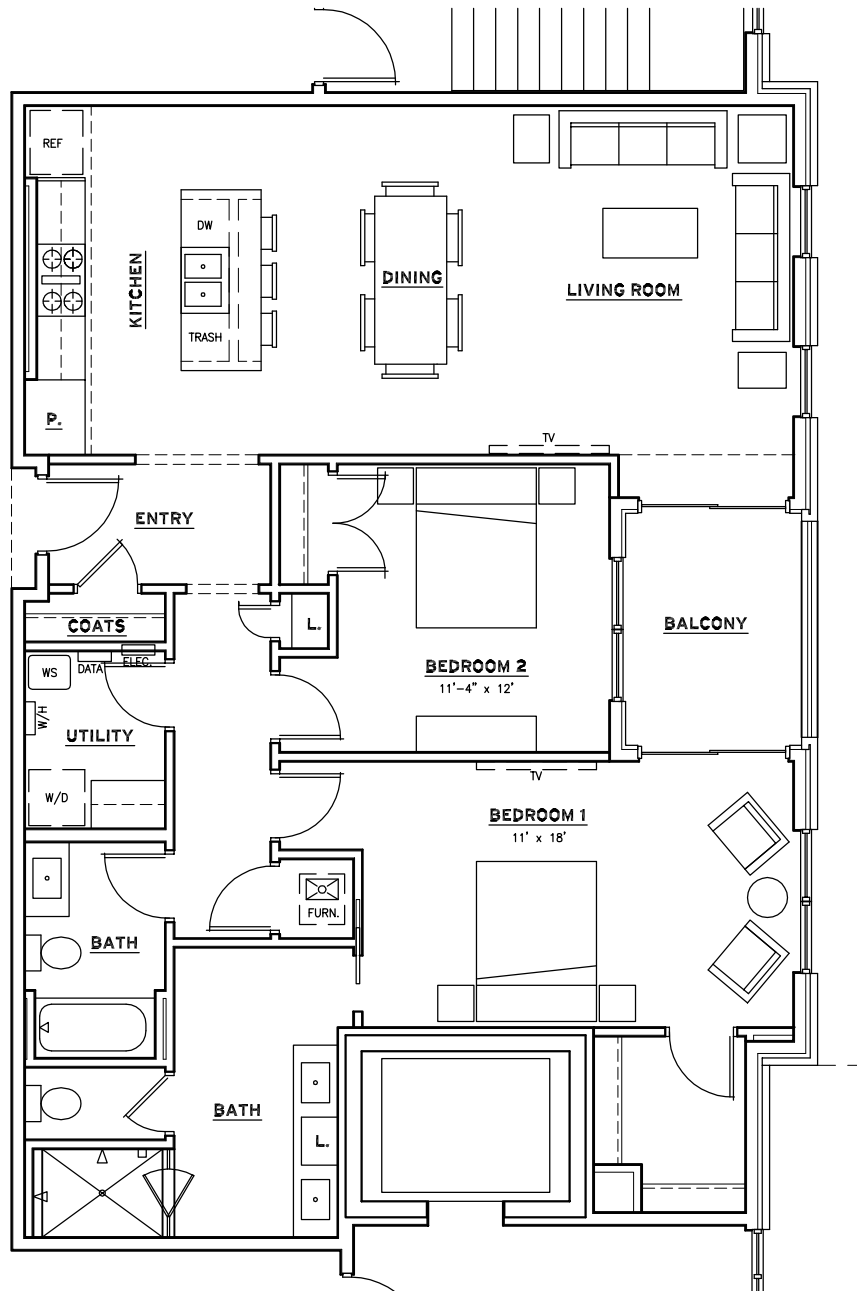 REF
DW
KITCHEN
DINING
LIVING ROOM
TRASH
P.
TV
ENTRY
COATS
L.
BALCONY
WS
DATA
ELEC.
BEDROOM 2
11'-4" x 12'
W/H
UTILITY
W/D
TV
BEDROOM 1
11' x 18'
FURN.
BATH
BATH
L.